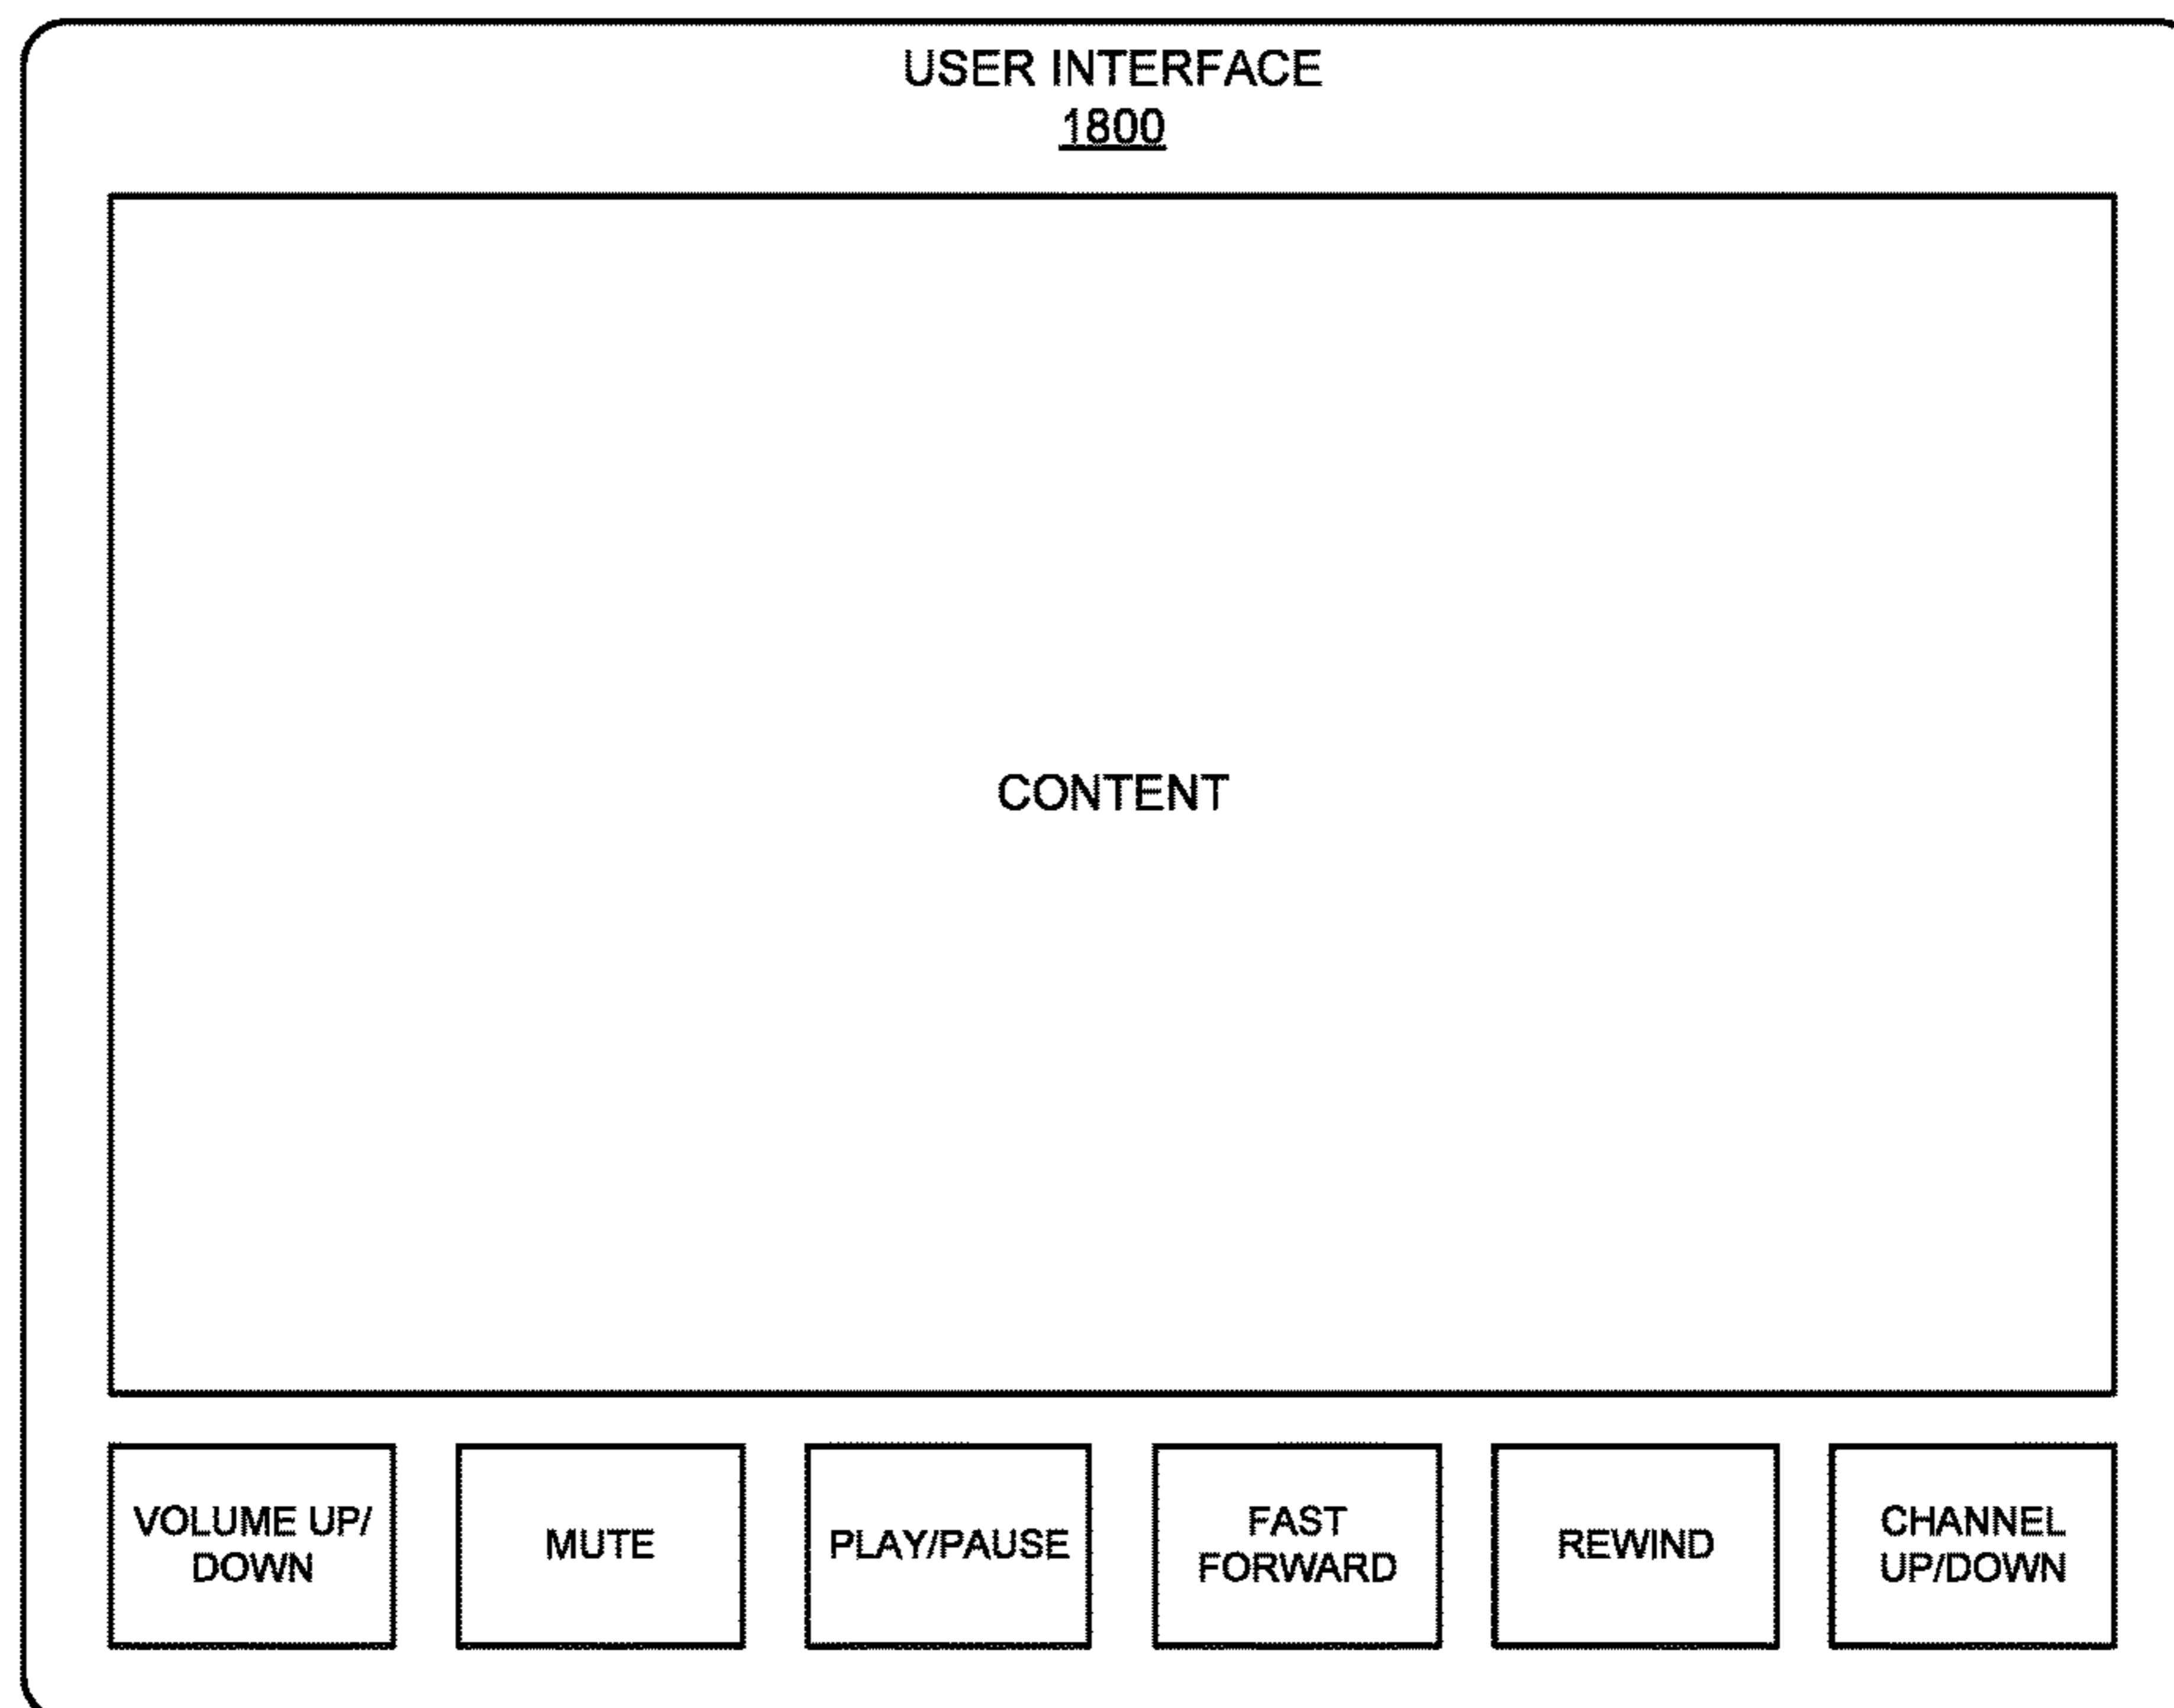 USER INTERFACE
1800
CONTENT
VOLUME UP/
DOWN
MUTE
PLAY/PAUSE
FAST
FORWARD
REWIND
CHANNEL
UP/DOWN